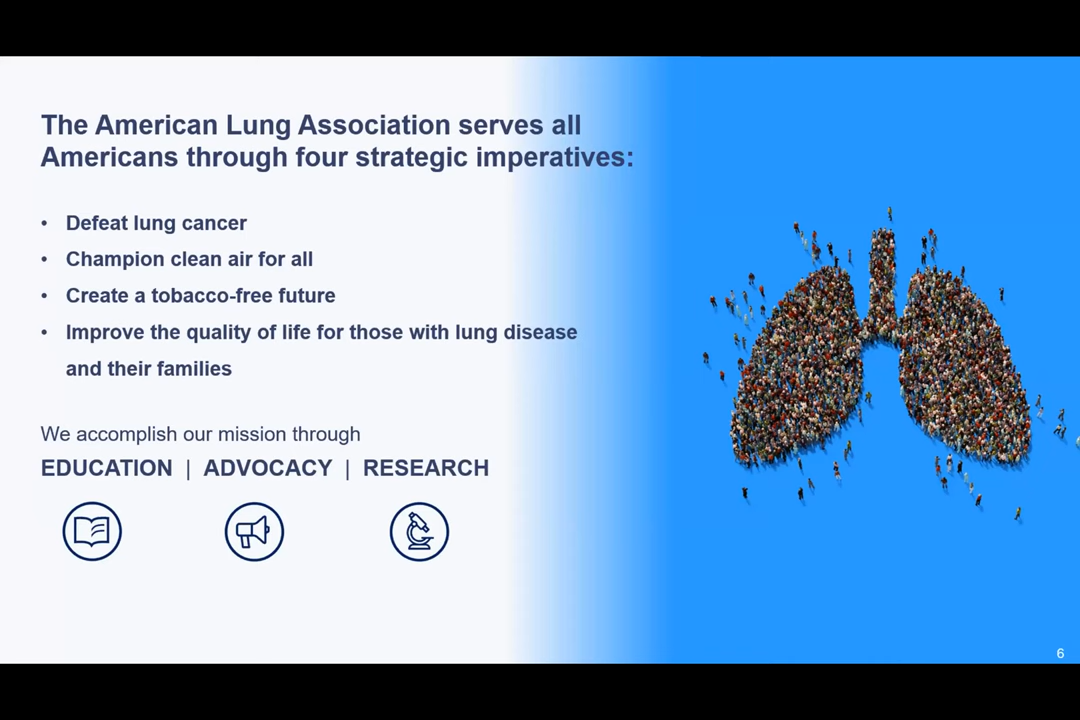 The American Lung Association serves all
Americans through four strategic imperatives:
• Defeat lung cancer
• Champion clean air for all
• Create a tobacco-free future
• Improve the quality of life for those with lung disease
and their families
We accomplish our mission through
EDUCATION | ADVOCACY | RESEARCH
6